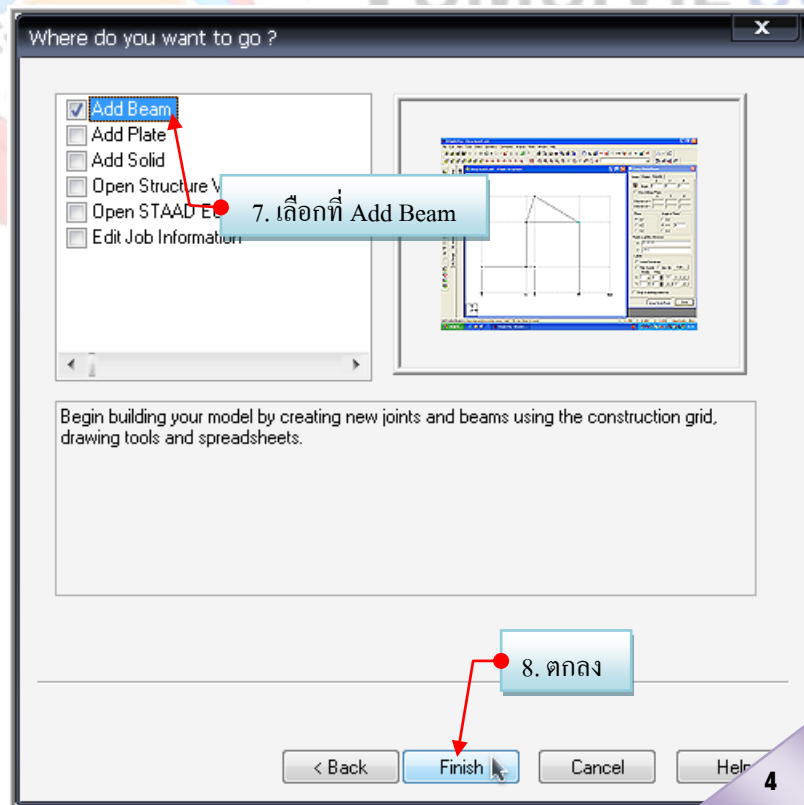 Where do you want to go ?
Add Beam
Add Plate
Add Solid
Open Structure
Open STAAD
Edit Job Information
7. เลือกที่ Add Beam
Begin building your model by creating new joints and beams using the construction grid,
drawing tools and spreadsheets.
8. ตกลง
< Back
Finish
Cancel
Help
4